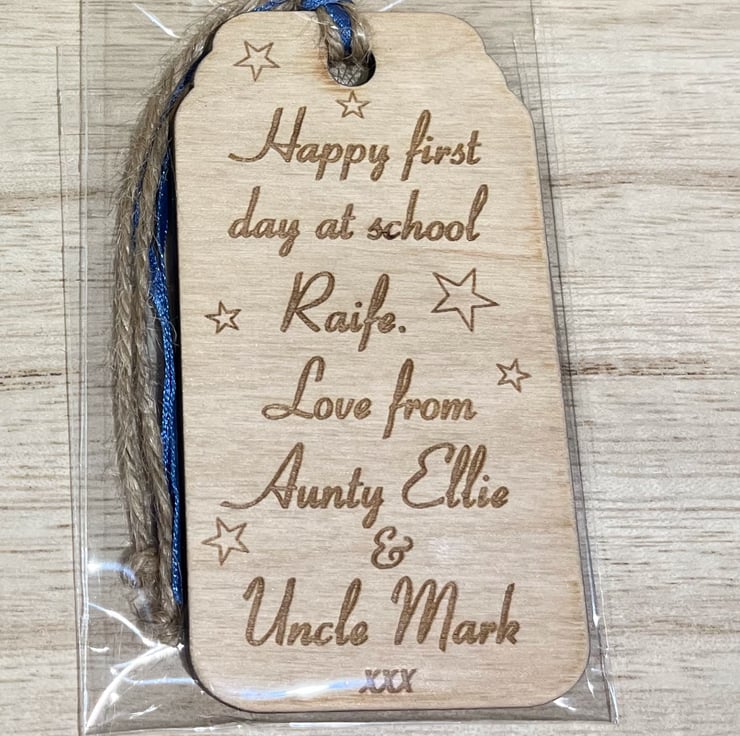 Happy first
day at school
Raife.
Love from
Aunty Ellie
&
Uncle Mark
xxx